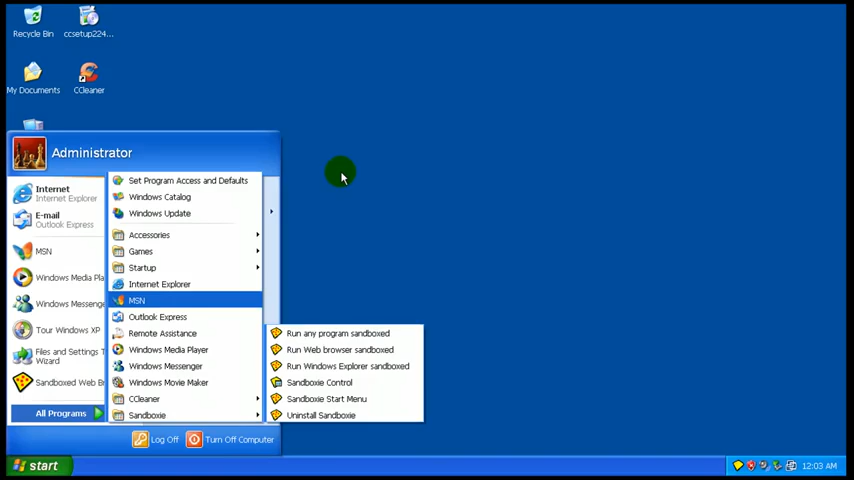 Recycle Bin
ccsetup224...
My Documents
CCleaner
Administrator
Internet
Internet Explorer
E-mail
Outlook Express
MSN
Windows Media Pla
Windows Messenge
Tour Windows XP
Files and Settings T
Wizard
Sandboxed Web Br
All Programs
Set Program Access and Defaults
Windows Catalog
Windows Update
Accessories
Games
Startup
Internet Explorer
MSN
Outlook Express
Remote Assistance
Windows Media Player
Windows Messenger
Windows Movie Maker
CCleaner
Sandboxie
Run any program sandboxed
Run Web browser sandboxed
Run Windows Explorer sandboxed
Sandboxie Control
Sandboxie Start Menu
Uninstall Sandboxie
Log Off
Turn Off Computer
start
12:03 AM